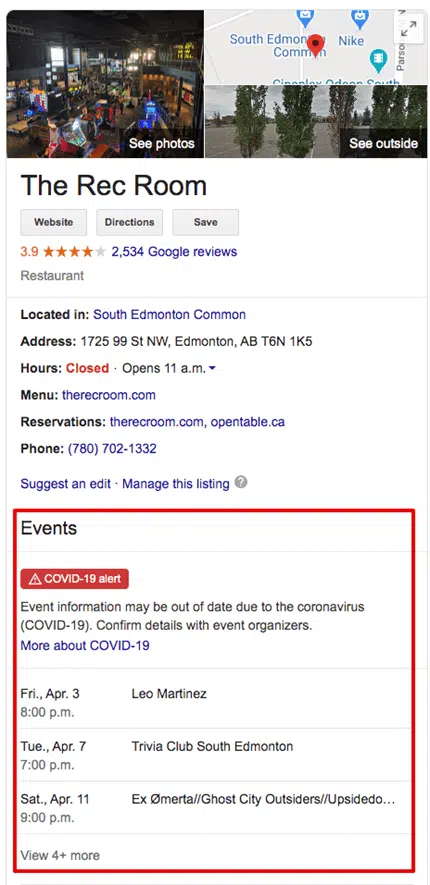 South Edmonton
Common
Nike
Parsons
Cineplex Odeon South
See photos
See outside
The Rec Room
Website
Directions
Save
3.9 ★★★★★ 2,534 Google reviews
Restaurant
Located in: South Edmonton Common
Address: 1725 99 St NW, Edmonton, AB T6N 1K5
Hours: Closed · Opens 11 a.m.
Menu: therecroom.com
Reservations: therecroom.com, opentable.ca
Phone: (780) 702-1332
Suggest an edit · Manage this listing ?
Events
COVID-19 alert
Event information may be out of date due to the coronavirus
(COVID-19). Confirm details with event organizers.
More about COVID-19
Fri., Apr. 3 Leo Martinez
8:00 p.m.
Tue., Apr. 7 Trivia Club South Edmonton
7:00 p.m.
Sat., Apr. 11 Ex Ømerta//Ghost City Outsiders//Upsidedo…
9:00 p.m.
View 4+ more